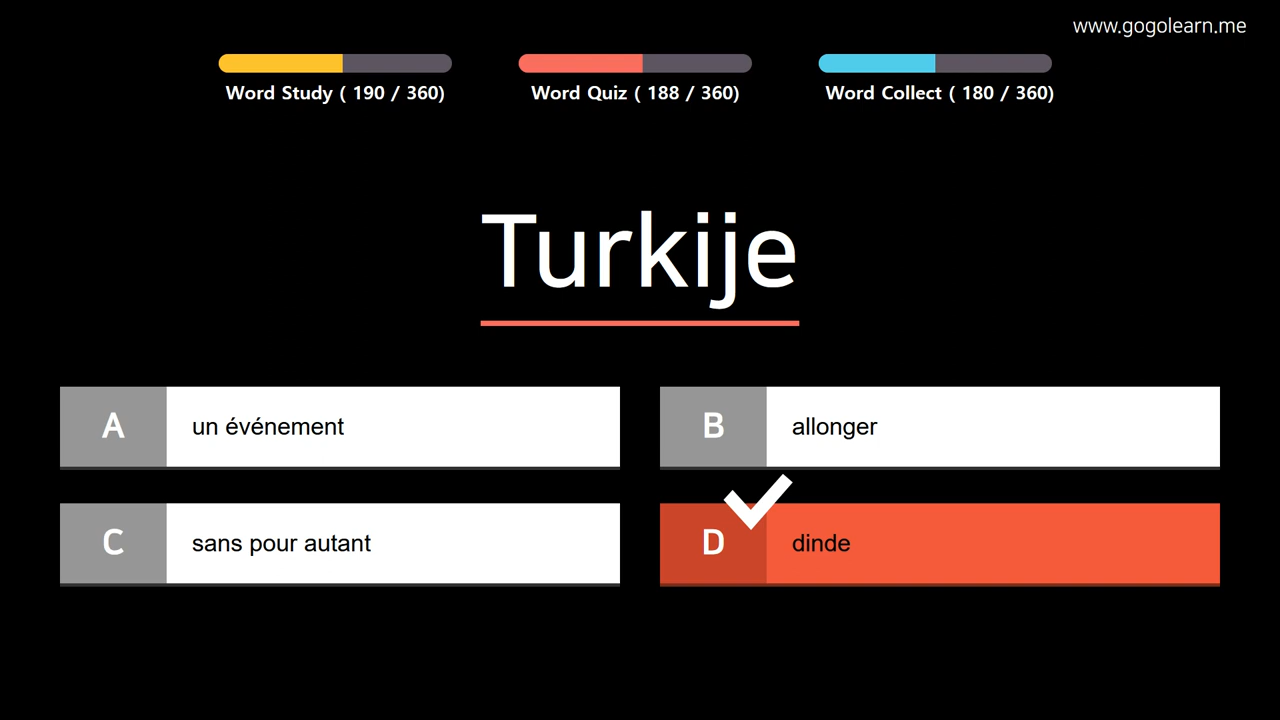 www.gogolearn.me
Word Study ( 190 / 360)
Word Quiz ( 188 / 360)
Word Collect ( 180 / 360)
Turkije
A un événement
B allonger
C sans pour autant
D dinde